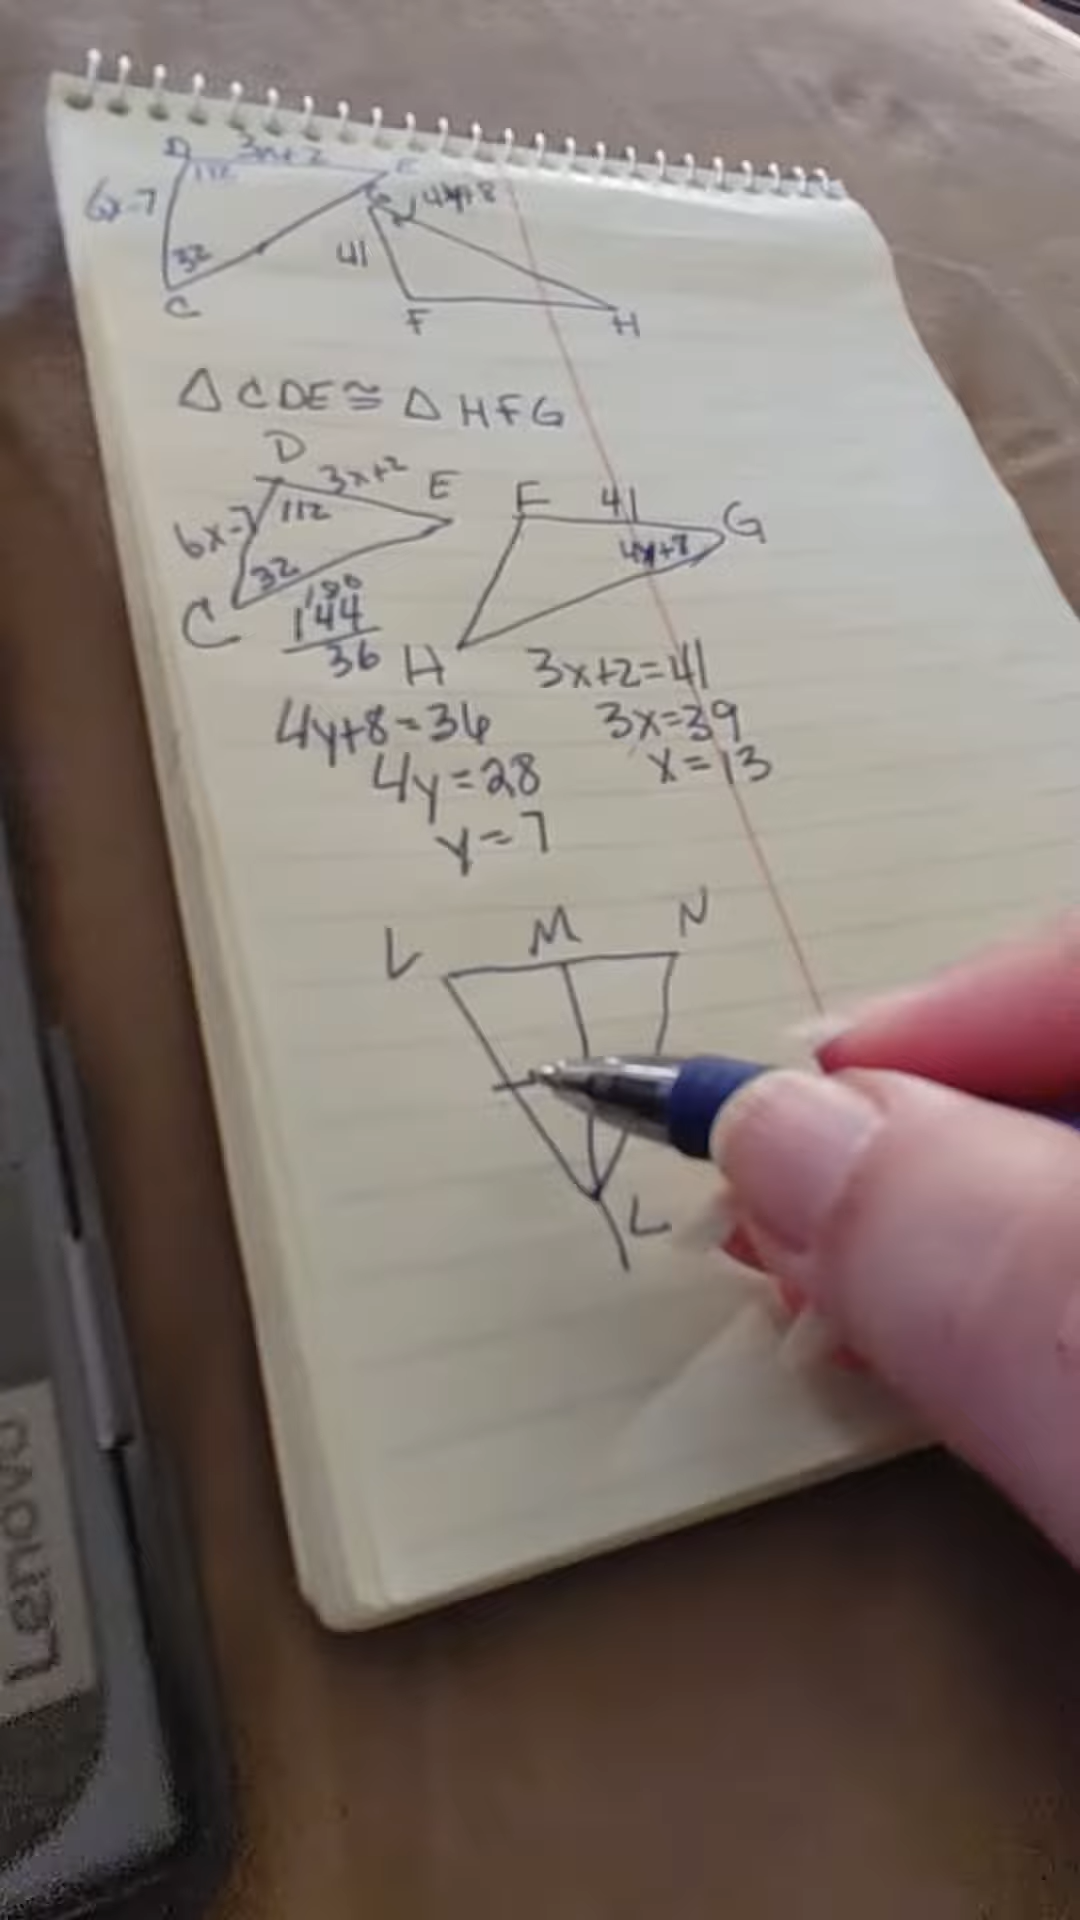 D 3x+2 E
112
6x-7
G 4y+8
32
41
C
F H
△CDE≅△HFG
D
3x+2 E F 41 G
6x-7 112
4y+8
32
C 180
144
36 H
3x+2=41
4y+8=36 3x=39
4y=28 x=13
y=7
L M N
L